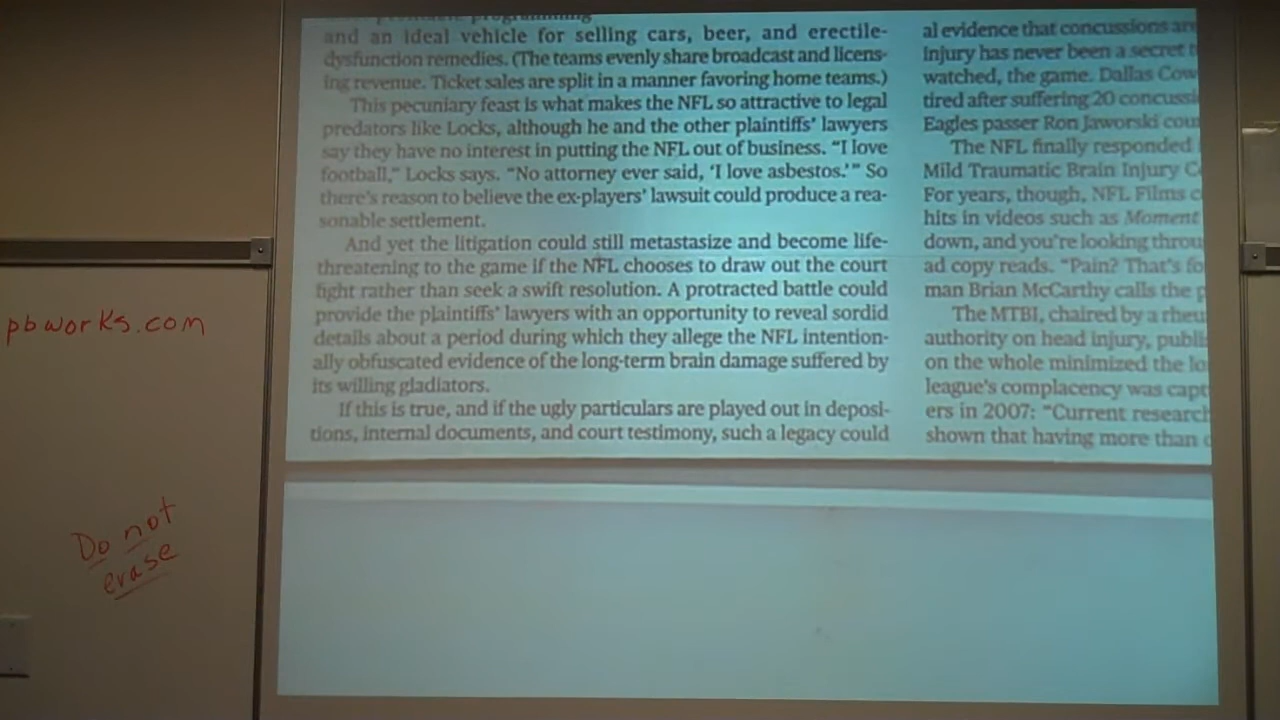 programming
and an ideal vehicle for selling cars, beer, and erectile-
dysfunction remedies. (The teams evenly share broadcast and licens-
ing revenue. Ticket sales are split in a manner favoring home teams.)
This pecuniary feast is what makes the NFL so attractive to legal
predators like Locks, although he and the other plaintiffs' lawyers
say they have no interest in putting the NFL out of business. "I love
football," Locks says. "No attorney ever said, 'I love asbestos.'" So
there's reason to believe the ex-players' lawsuit could produce a rea-
sonable settlement.
And yet the litigation could still metastasize and become life-
threatening to the game if the NFL chooses to draw out the court
fight rather than seek a swift resolution. A protracted battle could
provide the plaintiffs' lawyers with an opportunity to reveal sordid
details about a period during which they allege the NFL intention-
ally obfuscated evidence of the long-term brain damage suffered by
its willing gladiators.
If this is true, and if the ugly particulars are played out in deposi-
tions, internal documents, and court testimony, such a legacy could
al evidence that concussions are
injury has never been a secret
watched, the game. Dallas Cow
tired after suffering 20 concussi
Eagles passer Ron Jaworski cou
The NFL finally responded
Mild Traumatic Brain Injury C
For years, though, NFL Films
hits in videos such as Moment
down, and you're looking throu
ad copy reads. "Pain? That's fo
man Brian McCarthy calls the p
The MTBI, chaired by a rheu
authority on head injury, publi
on the whole minimized the lo
league's complacency was capt
ers in 2007: "Current research
shown that having more than
pbworks.com
Do not
erase